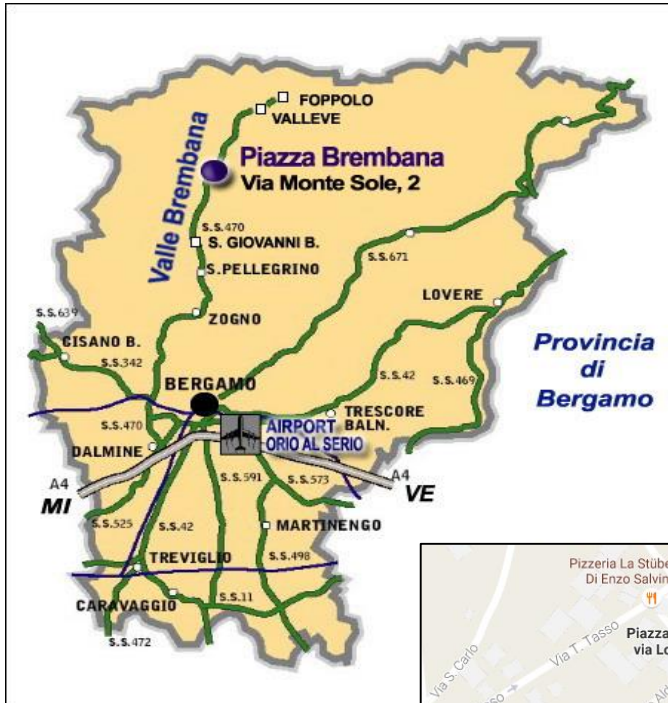 FOPPOLO
VALLEVE
Valle Brembana
Piazza Brembana
Via Monte Sole, 2
S.S.470
S. GIOVANNI B.
S.PELLEGRINO
S.S.671
LOVERE
ZOGNO
S.S.639
CISANO B.
S.S.342
Provincia
di
Bergamo
S.S.42
S.S.469
BERGAMO
TRESCORE
BALN.
S.S.470
AIRPORT
ORIO AL SERIO
DALMINE
A4
MI
A4
VE
S.S.591
S.S.573
S.S.525
S.S.42
MARTINENGO
TREVIGLIO
S.S.498
CARAVAGGIO
S.S.11
S.S.472
Pizzeria La Stübe
Di Enzo Salvin
Piazza
via Lo
Via T. Tasso
Via S. Carlo